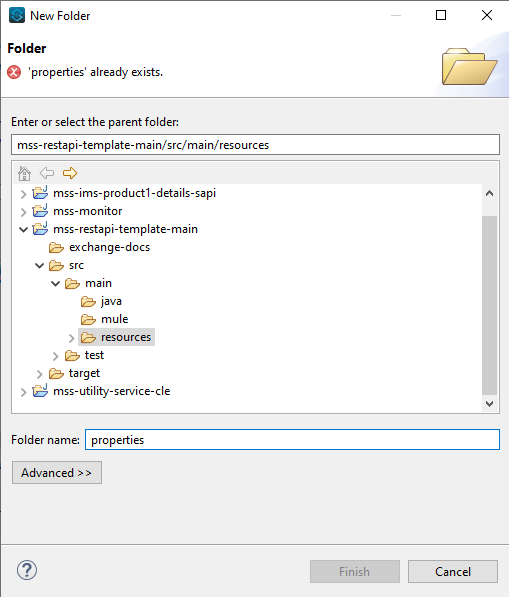 New Folder
Folder
'properties' already exists.
Enter or select the parent folder:
mss-restapi-template-main/src/main/resources
mss-ims-product1-details-sapi
mss-monitor
mss-restapi-template-main
exchange-docs
src
main
java
mule
resources
test
target
mss-utility-service-cle
Folder name: properties
Advanced >>
? Finish Cancel